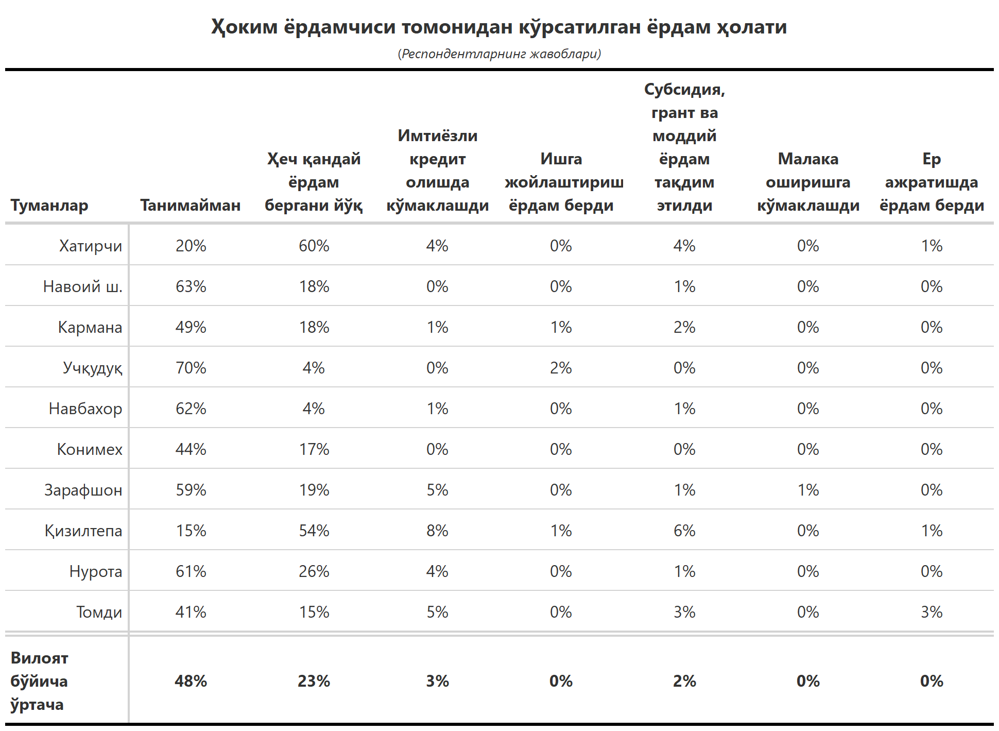 Ҳоким ёрдамчиси томонидан кўрсатилган ёрдам ҳолати
(Респондентларнинг жавоблари)
Туманлар
Танимайман
Ҳеч қандай
ёрдам
бергани йўқ
Имтиёзли
кредит
олишда
кўмаклашди
Ишга
жойлаштириш
ёрдам берди
Субсидия,
грант ва
моддий
ёрдам
тақдим
этилди
Малака
оширишга
кўмаклашди
Ер
ажратишда
ёрдам берди
Хатирчи 20% 60% 4% 0% 4% 0% 1%
Навоий ш. 63% 18% 0% 0% 1% 0% 0%
Кармана 49% 18% 1% 1% 2% 0% 0%
Учқудуқ 70% 4% 0% 2% 0% 0% 0%
Навбахор 62% 4% 1% 0% 1% 0% 0%
Конимех 44% 17% 0% 0% 0% 0% 0%
Зарафшон 59% 19% 5% 0% 1% 1% 0%
Қизилтепа 15% 54% 8% 1% 6% 0% 1%
Нурота 61% 26% 4% 0% 1% 0% 0%
Томди 41% 15% 5% 0% 3% 0% 3%
Вилоят
бўйича
ўртача
48% 23% 3% 0% 2% 0% 0%